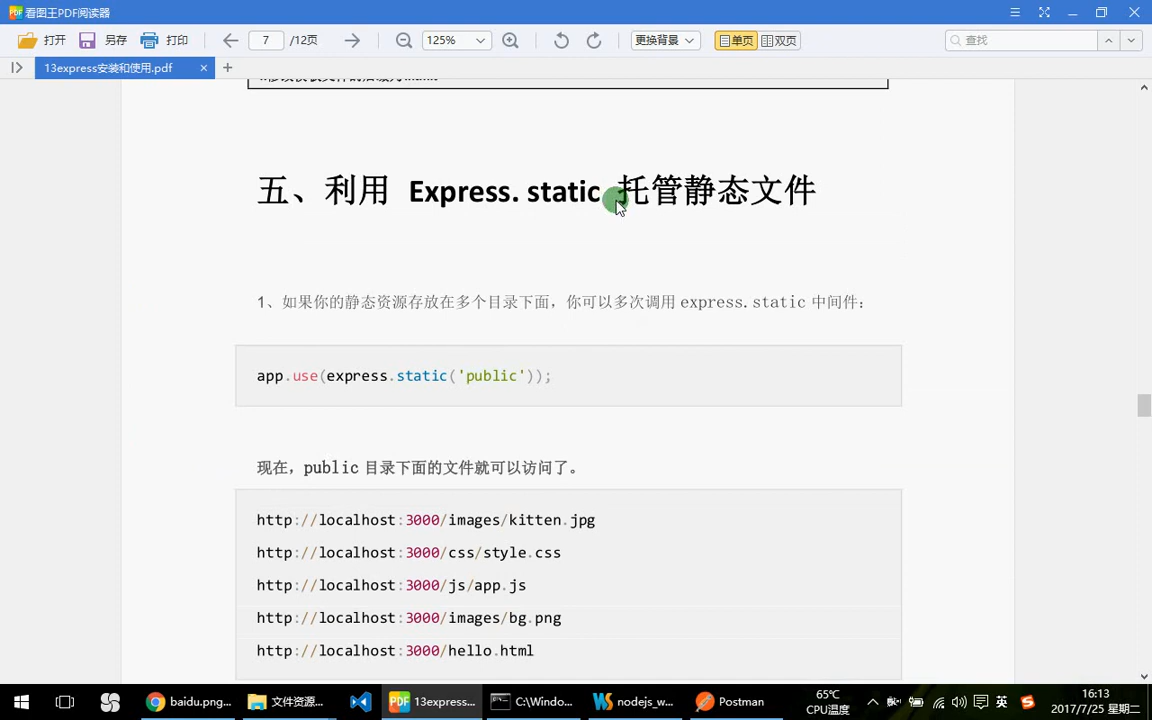 看图王PDF阅读器
打开 另存 打印 7 /12页 125% 更换背景 单页 双页 查找
13express安装和使用.pdf
五、利用 Express. static 托管静态文件
1、如果你的静态资源存放在多个目录下面，你可以多次调用 express.static 中间件：
app.use(express.static('public'));
现在，public 目录下面的文件就可以访问了。
http://localhost:3000/images/kitten.jpg
http://localhost:3000/css/style.css
http://localhost:3000/js/app.js
http://localhost:3000/images/bg.png
http://localhost:3000/hello.html
baidu.png... 文件资源... 13express... C:\Windo... nodejs_w... Postman
65℃
CPU温度
英
16:13
2017/7/25 星期二